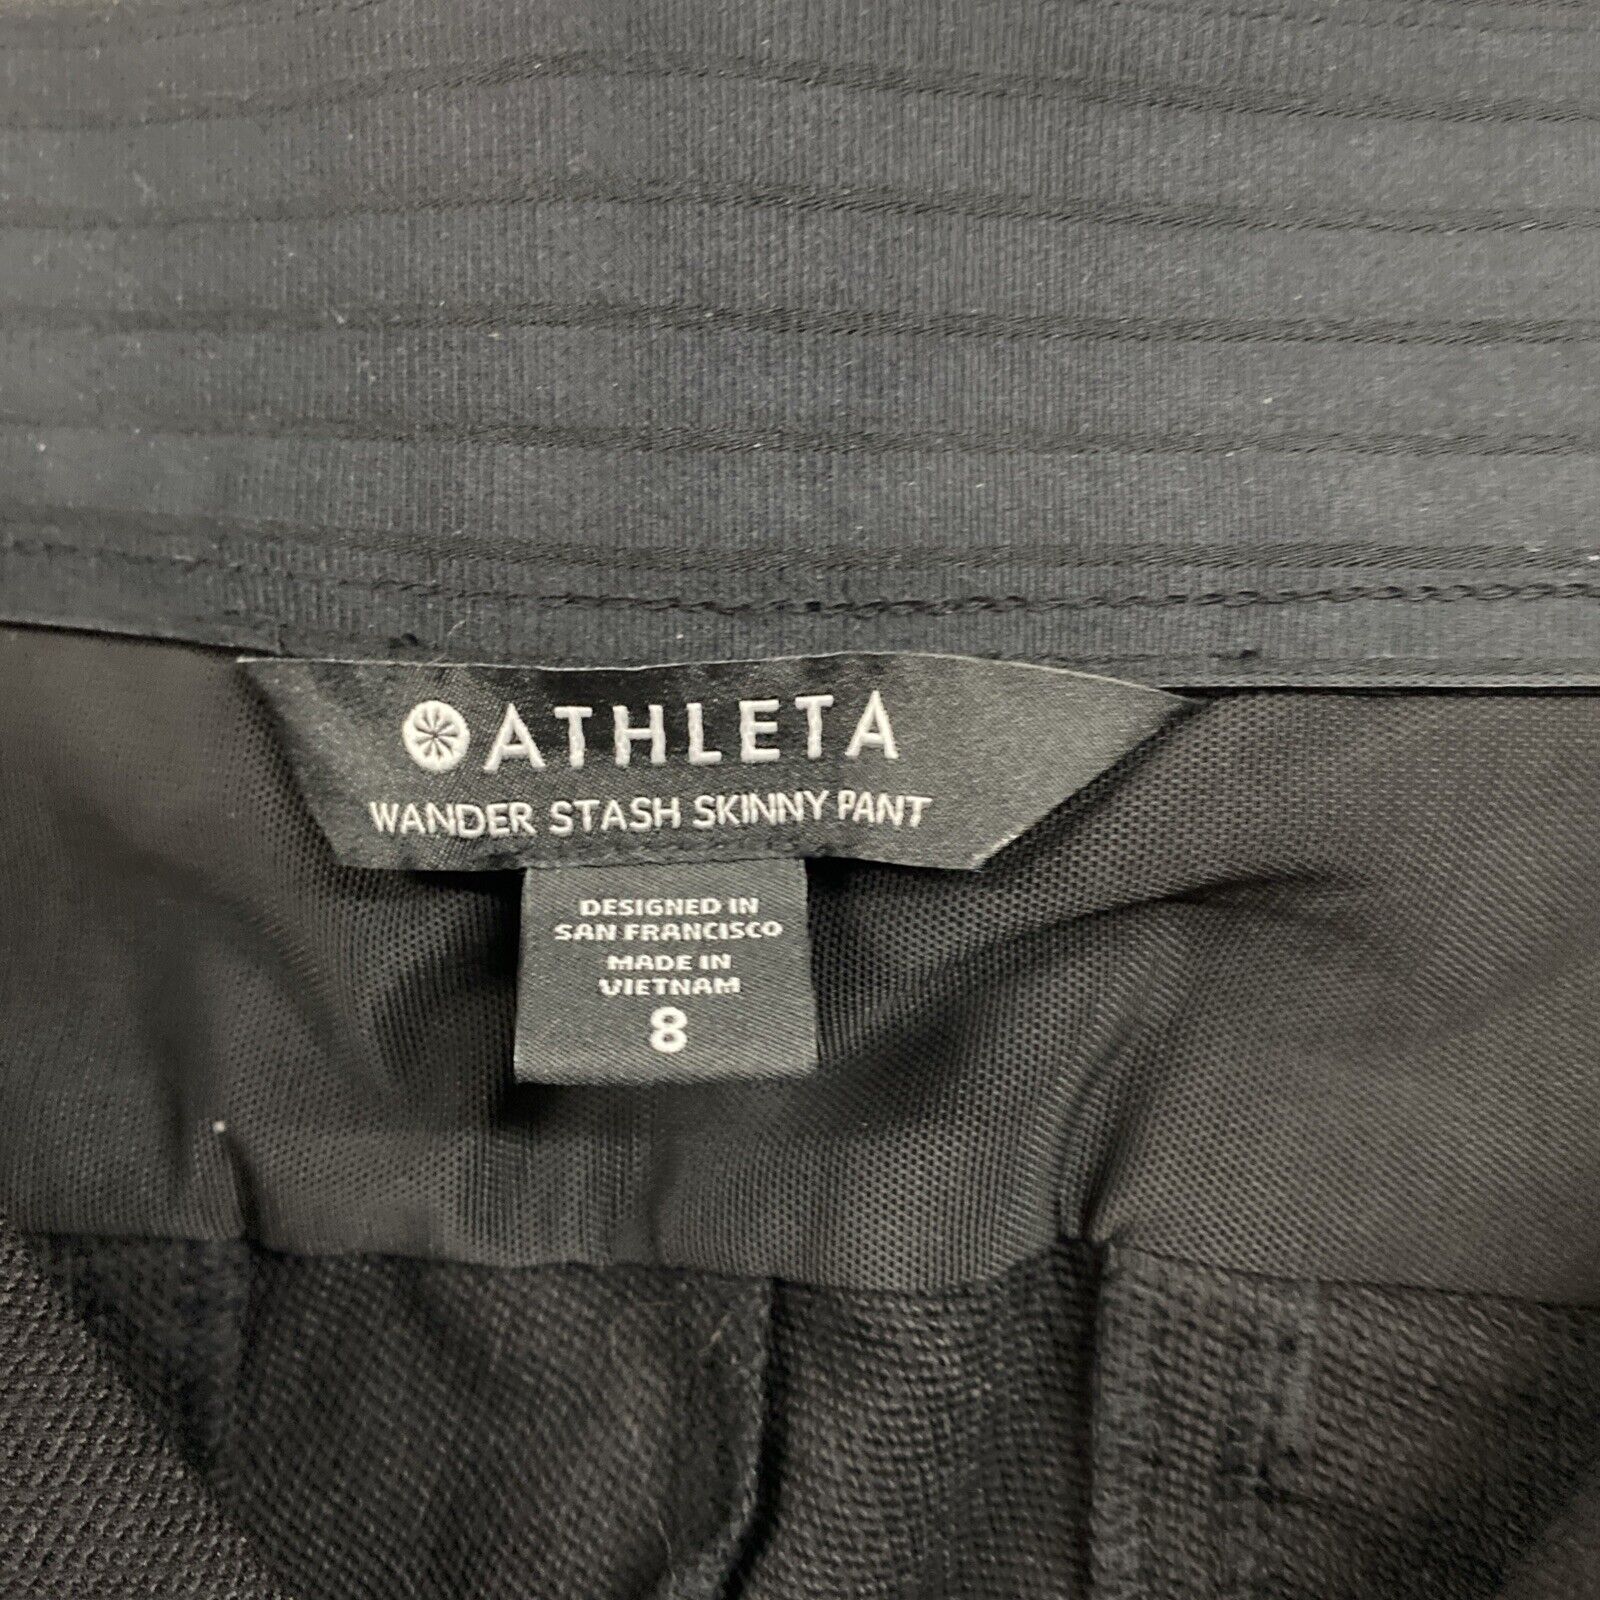 ATHLETA
WANDER STASH SKINNY PANT
DESIGNED IN
SAN FRANCISCO
MADE IN
VIETNAM
8